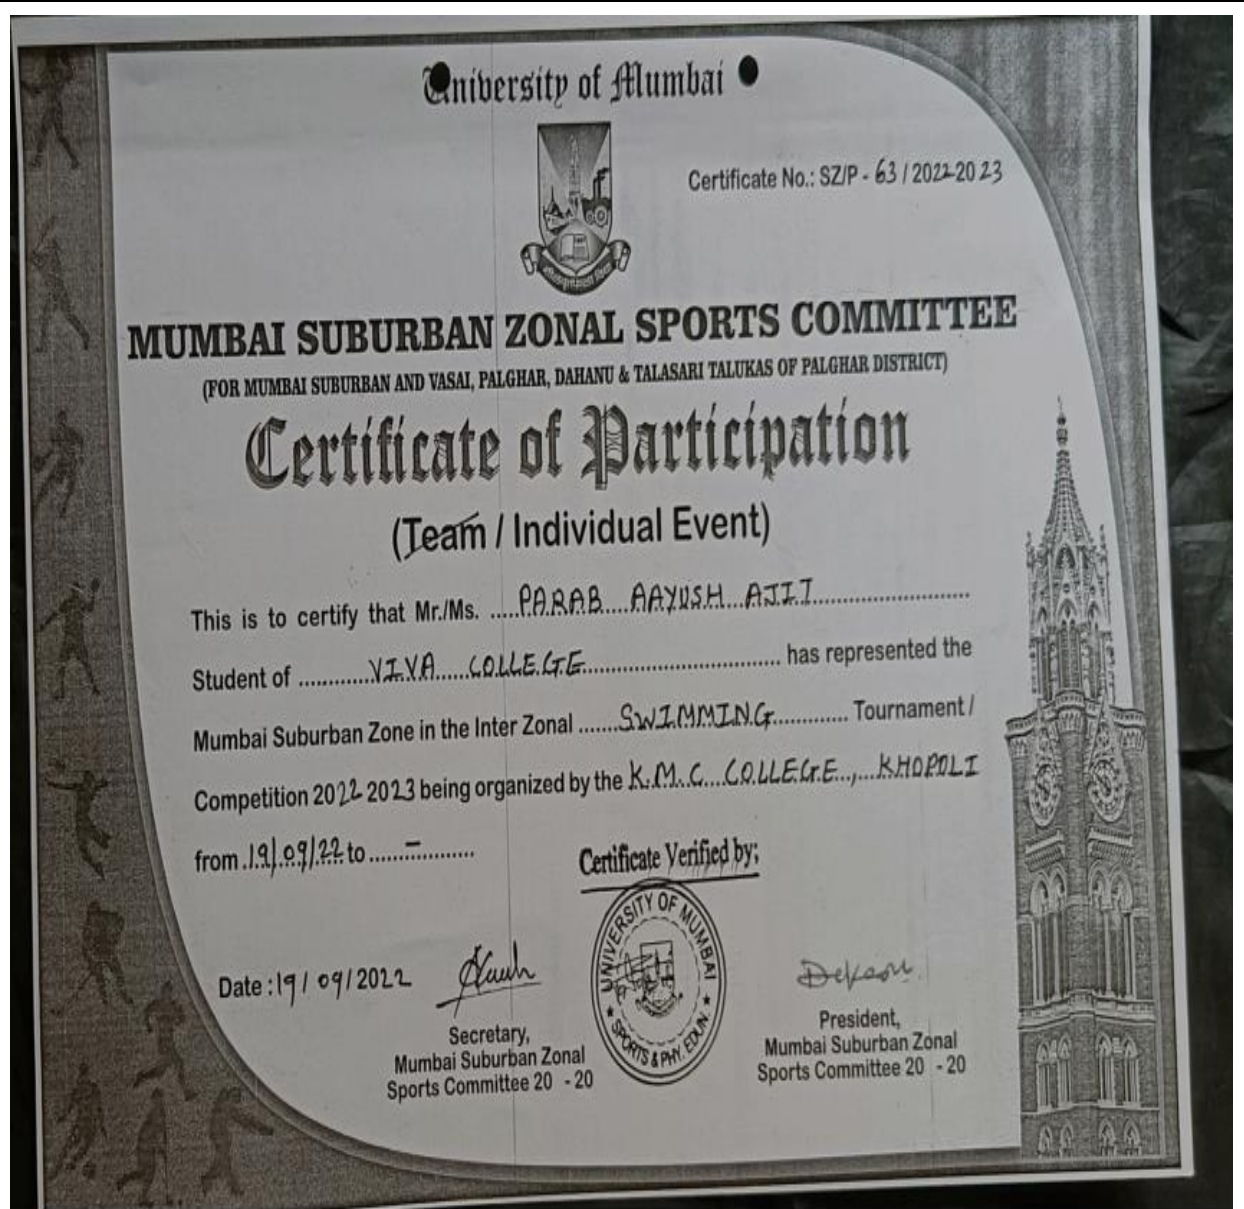 University of Mumbai
Certificate No.: SZ/P - 63 / 2022-2023
MUMBAI SUBURBAN ZONAL SPORTS COMMITTEE
(FOR MUMBAI SUBURBAN AND VASAI, PALGHAR, DAHANU & TALASARI TALUKAS OF PALGHAR DISTRICT)
Certificate of Participation
(Team / Individual Event)
This is to certify that Mr./Ms. .....PARAB....AAYUSH...AJIT..............................
Student of ............VIVA......COLLEGE.................................. has represented the
Mumbai Suburban Zone in the Inter Zonal .......SWIMMING............. Tournament /
Competition 2022-2023 being organized by the K.M.C...COLLEGE..,...KHOPOLI
from 19/09/22 to .......–...........
Certificate Verified by:
UNIVERSITY OF MUMBAI
★ SPORTS & PHY. EDUN. ★
Date : 19 / 09 / 2022
Secretary,
Mumbai Suburban Zonal
Sports Committee 20 - 20
President,
Mumbai Suburban Zonal
Sports Committee 20 - 20